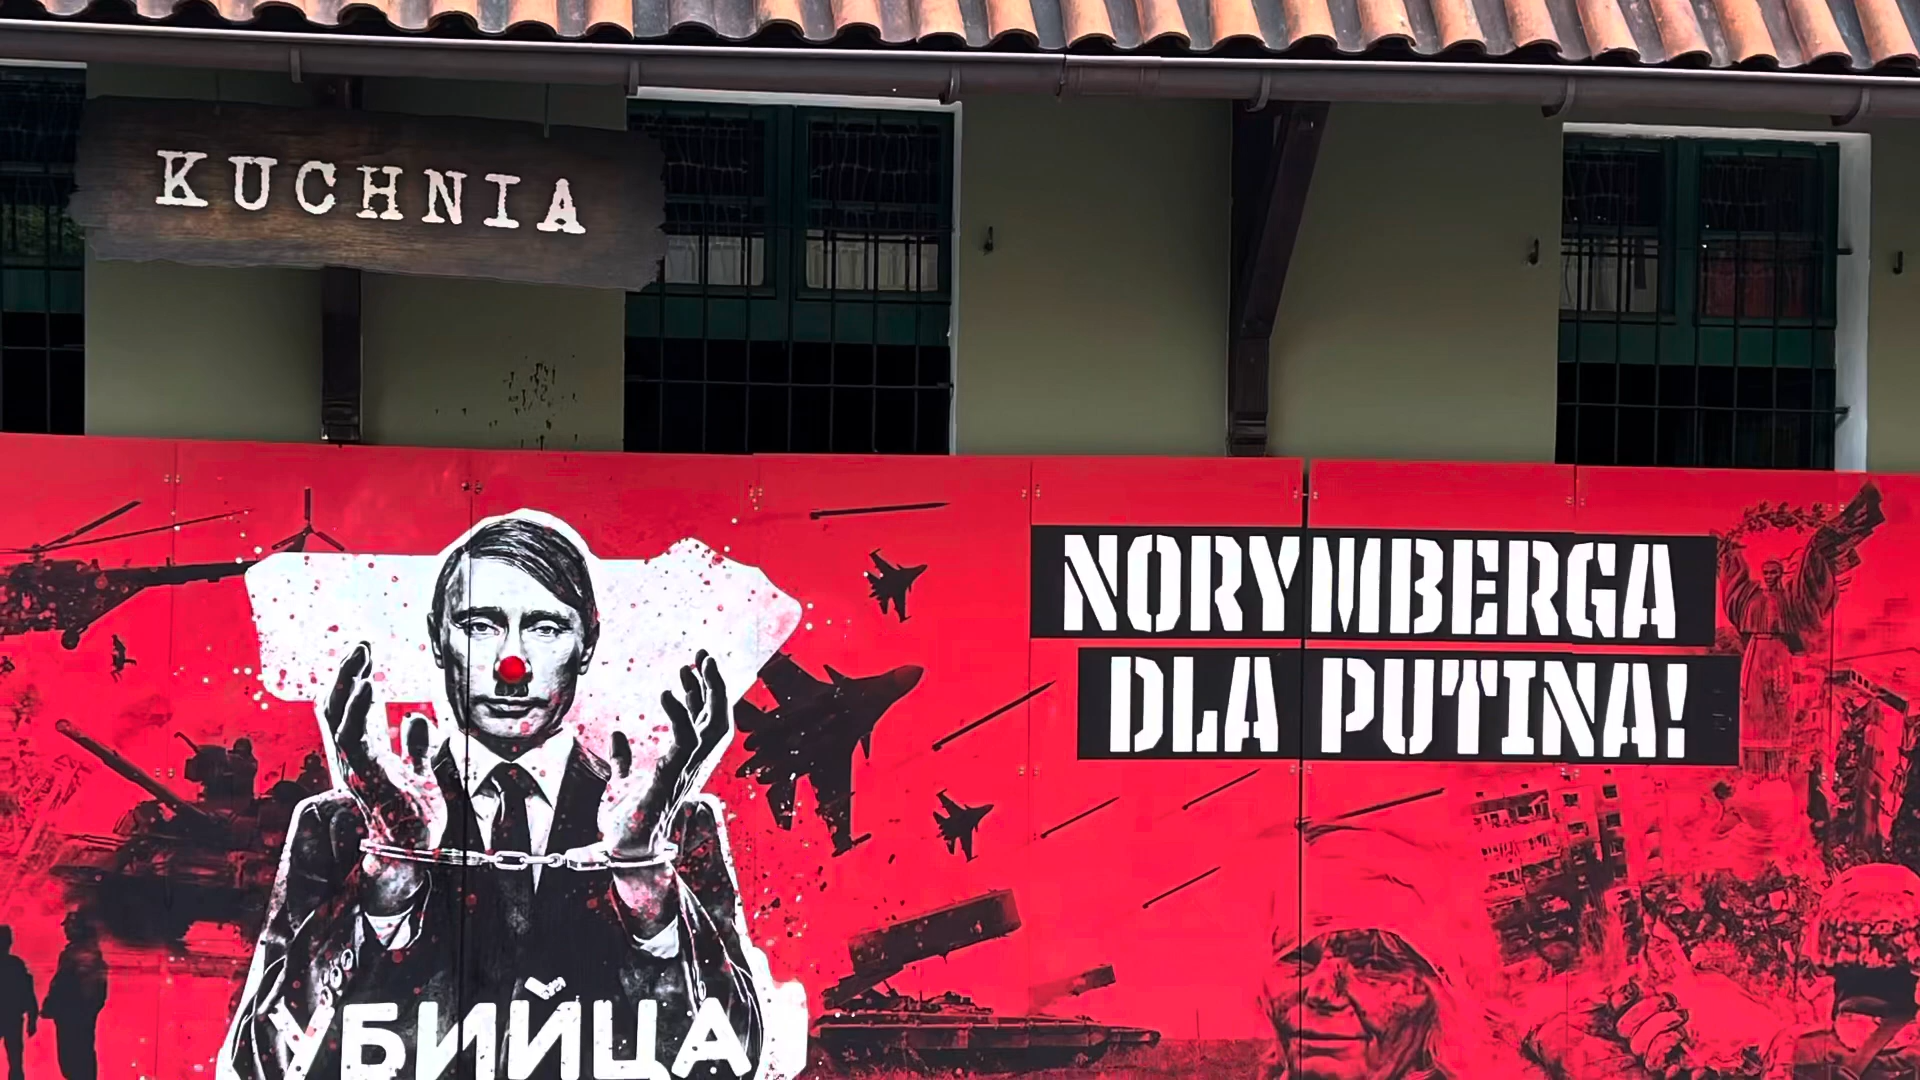 KUCHNIA
NORYMBERGA
DLA PUTINA!
УБИЙЦА